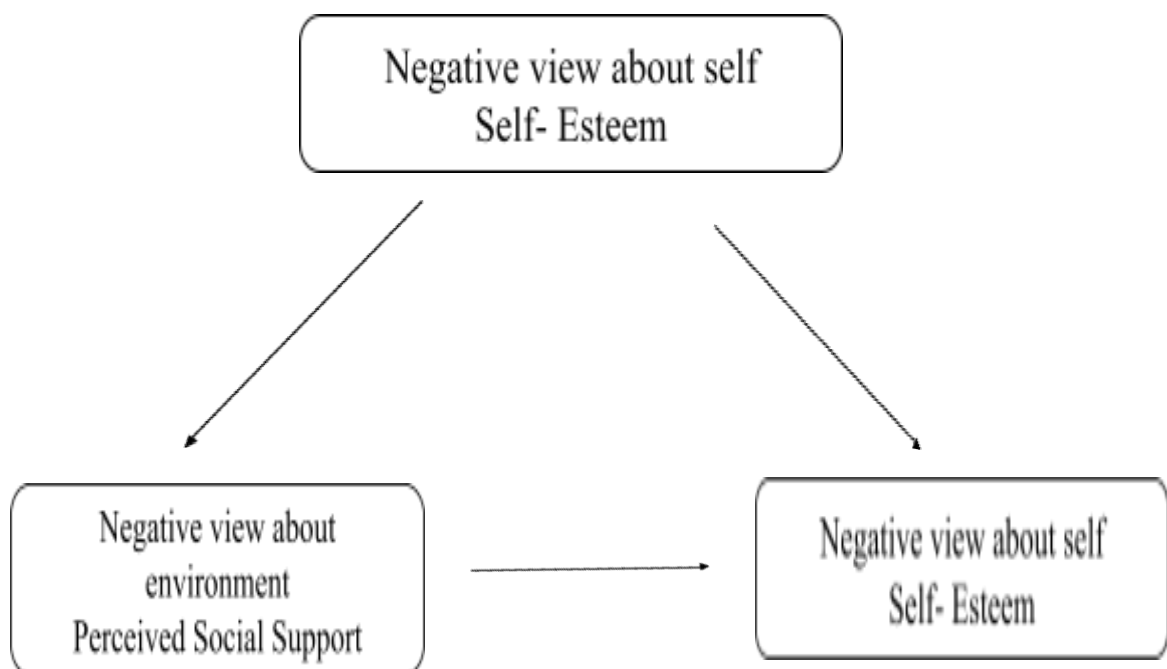 Negative view about self
Self- Esteem
Negative view about
environment
Perceived Social Support
Negative view about self
Self- Esteem